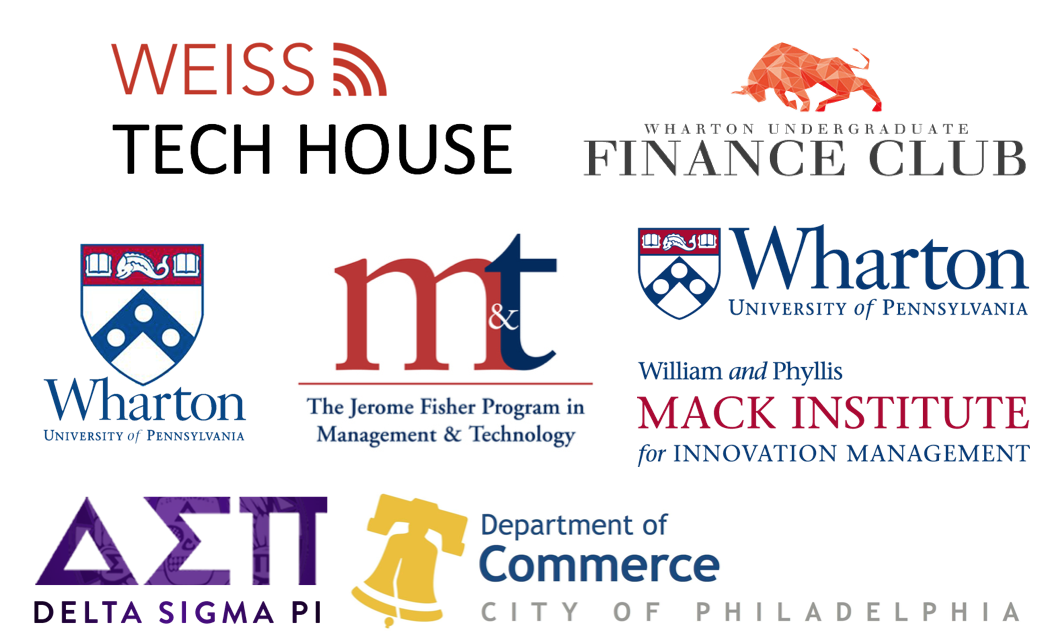 WEISS
TECH HOUSE
WHARTON UNDERGRADUATE
FINANCE CLUB
Wharton
UNIVERSITY of PENNSYLVANIA
m&t
The Jerome Fisher Program in
Management & Technology
Wharton
UNIVERSITY of PENNSYLVANIA
William and Phyllis
MACK INSTITUTE
for INNOVATION MANAGEMENT
ΔΣΠ
DELTA SIGMA PI
Department of
Commerce
CITY OF PHILADELPHIA